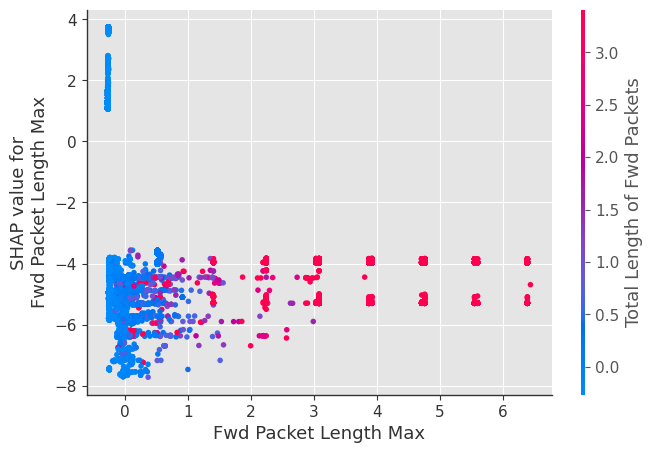 4
2
0
−2
−4
−6
−8
SHAP value for
Fwd Packet Length Max
0 1 2 3 4 5 6
Fwd Packet Length Max
3.0
2.5
2.0
1.5
1.0
0.5
0.0
Total Length of Fwd Packets